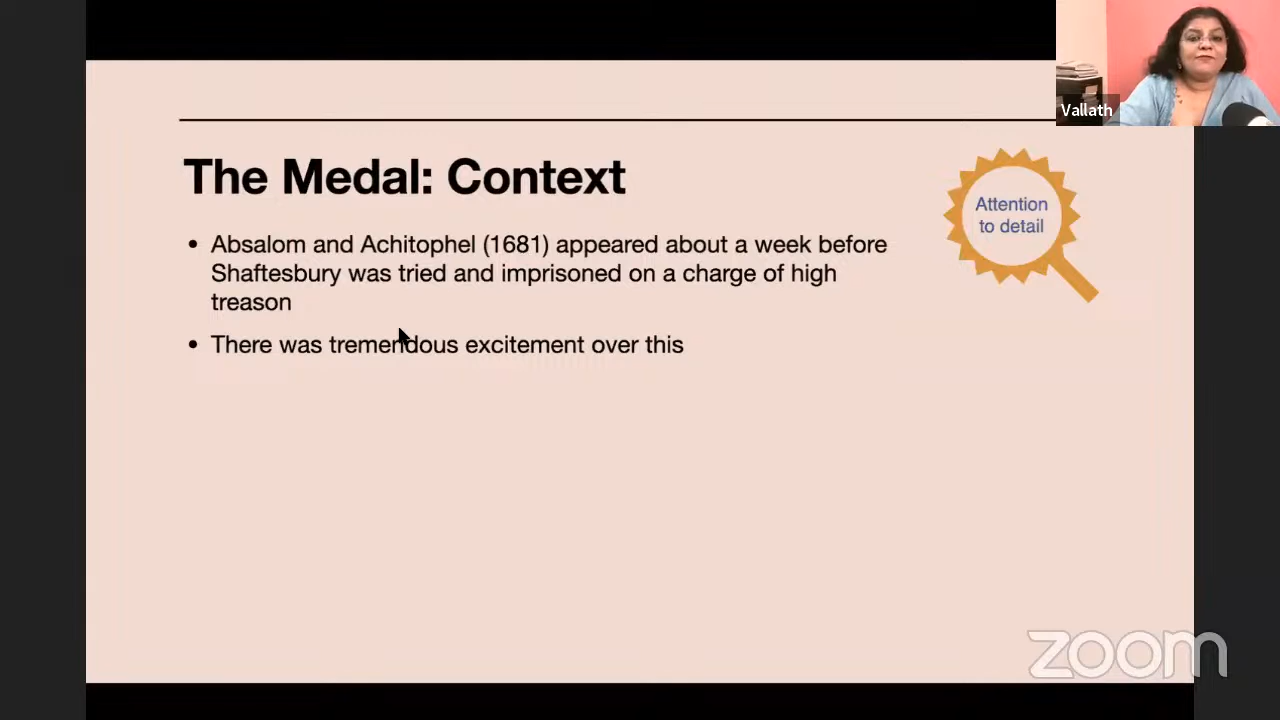 Vallath
The Medal: Context
Attention
to detail
• Absalom and Achitophel (1681) appeared about a week before
Shaftesbury was tried and imprisoned on a charge of high
treason
• There was tremendous excitement over this
zoom